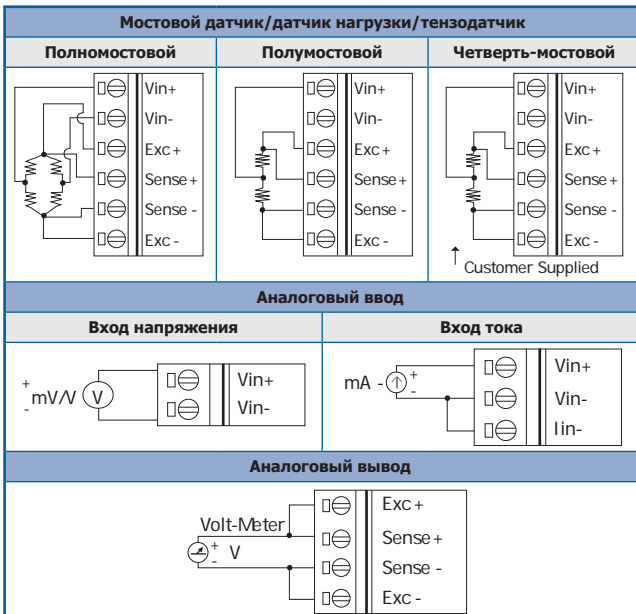 Мостовой датчик/датчик нагрузки/тензодатчик
Полномостовой
Полумостовой
Четверть-мостовой
Vin+
Vin-
Exc+
Sense+
Sense -
Exc -
Vin+
Vin-
Exc+
Sense+
Sense -
Exc -
Vin+
Vin-
Exc+
Sense+
Sense -
Exc -
Customer Supplied
Аналоговый ввод
Вход напряжения
Вход тока
+
mV/V
-
V
Vin+
Vin-
mA -
+
-
Vin+
Vin-
Iin-
Аналоговый вывод
Volt-Meter
+
-
V
Exc+
Sense+
Sense -
Exc -